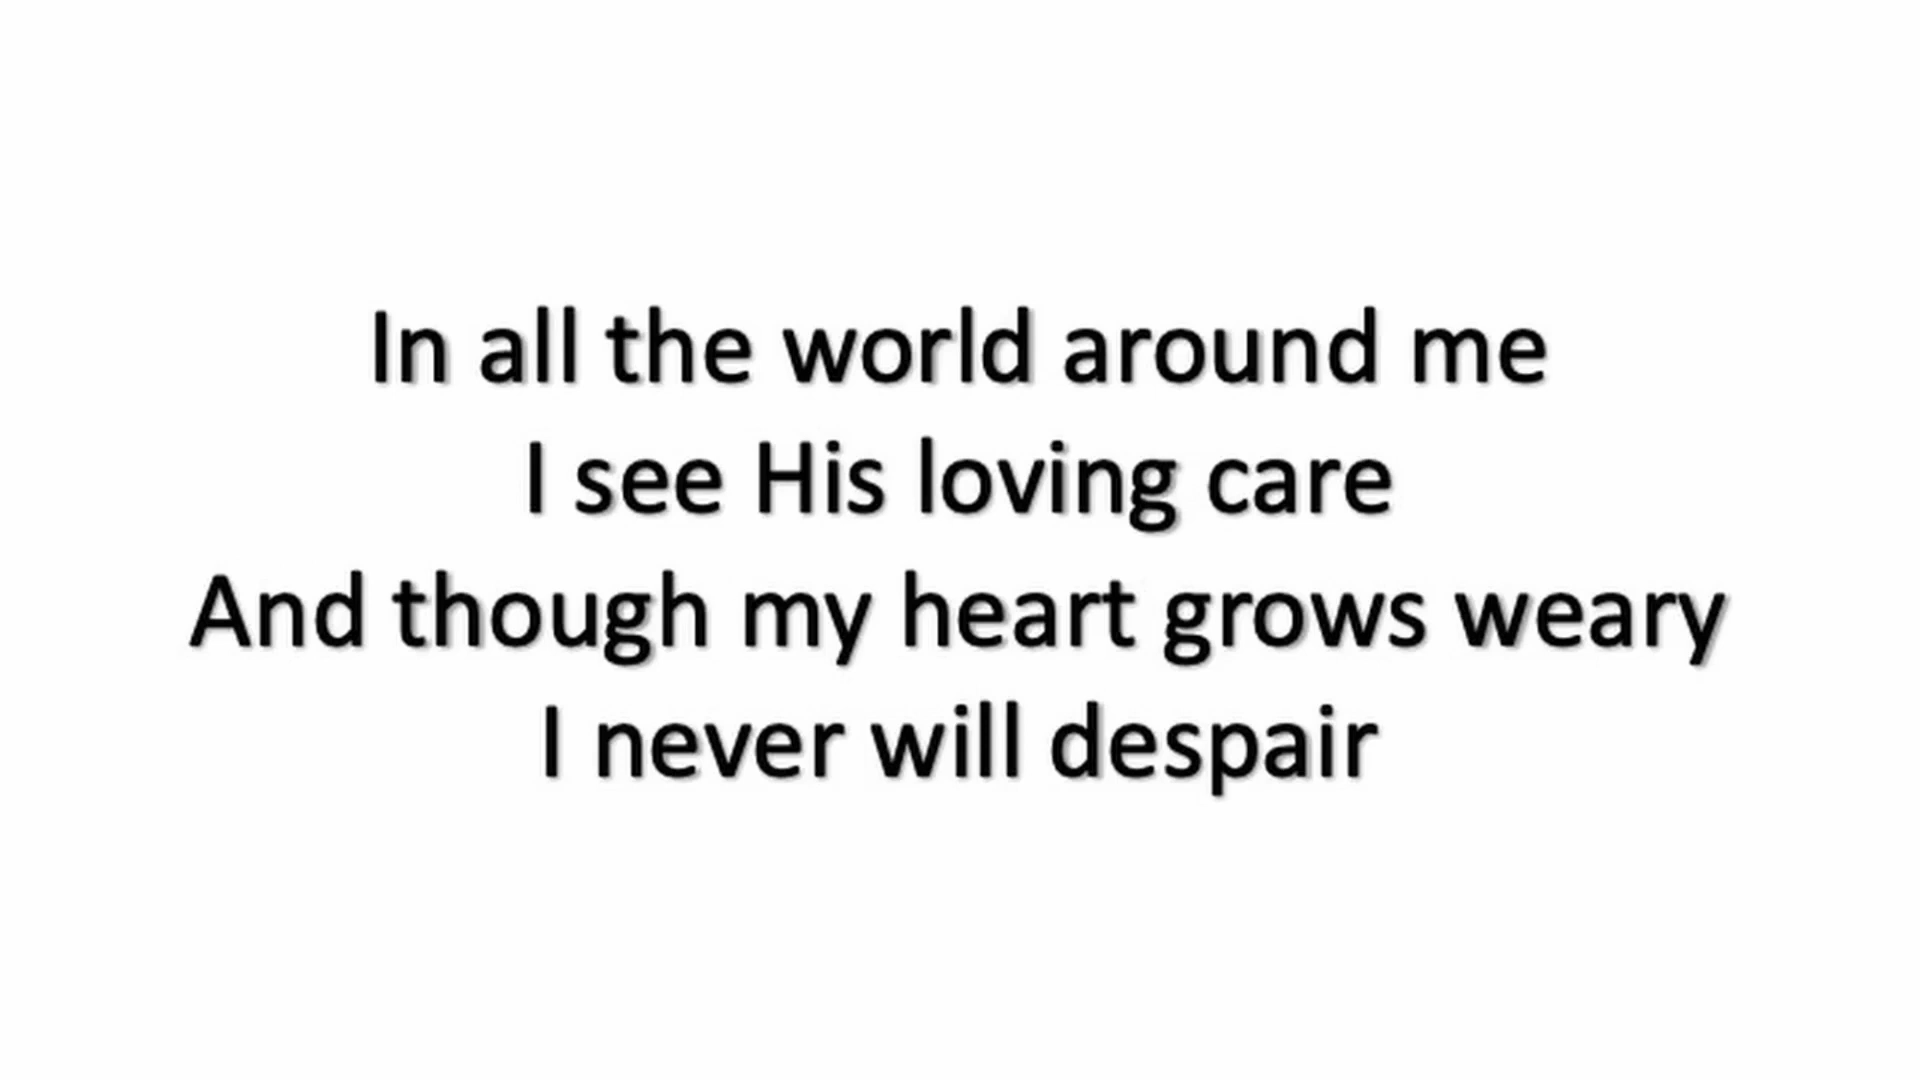 In all the world around me
I see His loving care
And though my heart grows weary
I never will despair